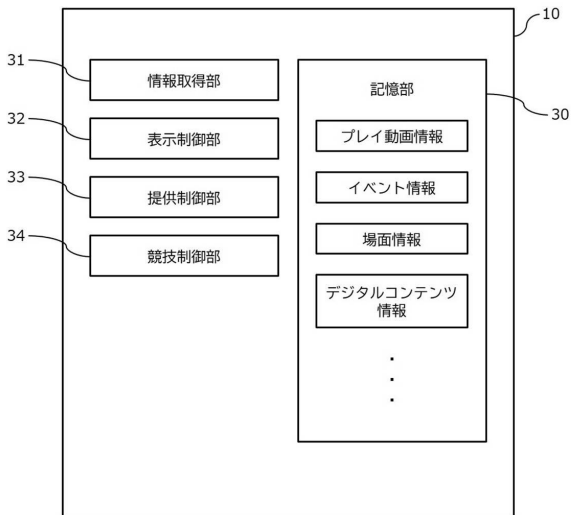 10
31
情報取得部
記憶部
30
32
表示制御部
プレイ動画情報
33
提供制御部
イベント情報
34
競技制御部
場面情報
デジタルコンテンツ
情報